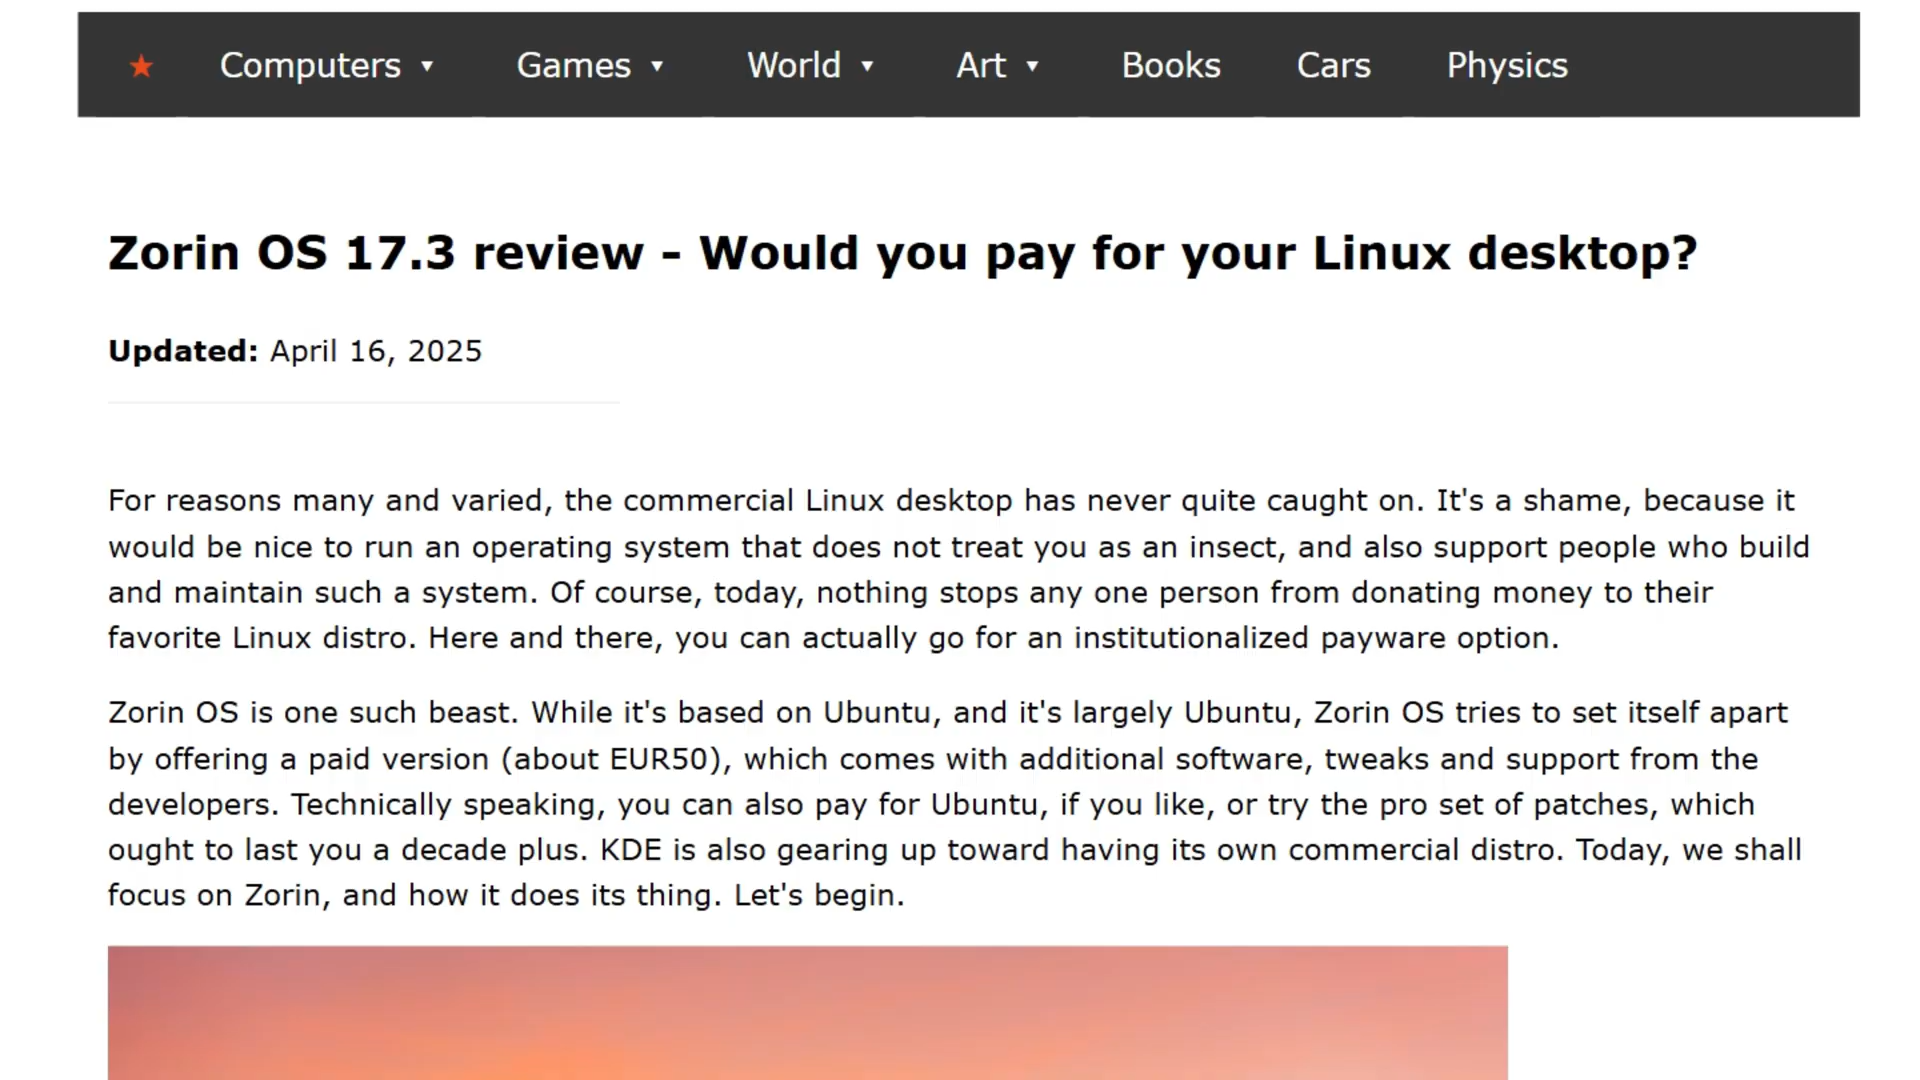 Computers Games World Art Books Cars Physics
Zorin OS 17.3 review - Would you pay for your Linux desktop?
Updated: April 16, 2025
For reasons many and varied, the commercial Linux desktop has never quite caught on. It's a shame, because it
would be nice to run an operating system that does not treat you as an insect, and also support people who build
and maintain such a system. Of course, today, nothing stops any one person from donating money to their
favorite Linux distro. Here and there, you can actually go for an institutionalized payware option.
Zorin OS is one such beast. While it's based on Ubuntu, and it's largely Ubuntu, Zorin OS tries to set itself apart
by offering a paid version (about EUR50), which comes with additional software, tweaks and support from the
developers. Technically speaking, you can also pay for Ubuntu, if you like, or try the pro set of patches, which
ought to last you a decade plus. KDE is also gearing up toward having its own commercial distro. Today, we shall
focus on Zorin, and how it does its thing. Let's begin.